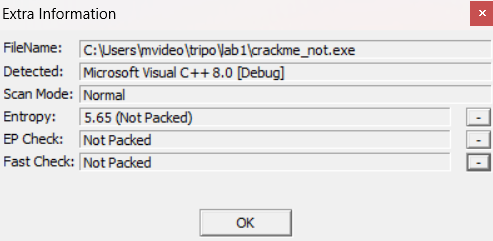 Extra Information
FileName: C:\Users\mvideo\tripo\lab1\crackme_not.exe
Detected: Microsoft Visual C++ 8.0 [Debug]
Scan Mode: Normal
Entropy: 5.65 (Not Packed) -
EP Check: Not Packed -
Fast Check: Not Packed -
OK